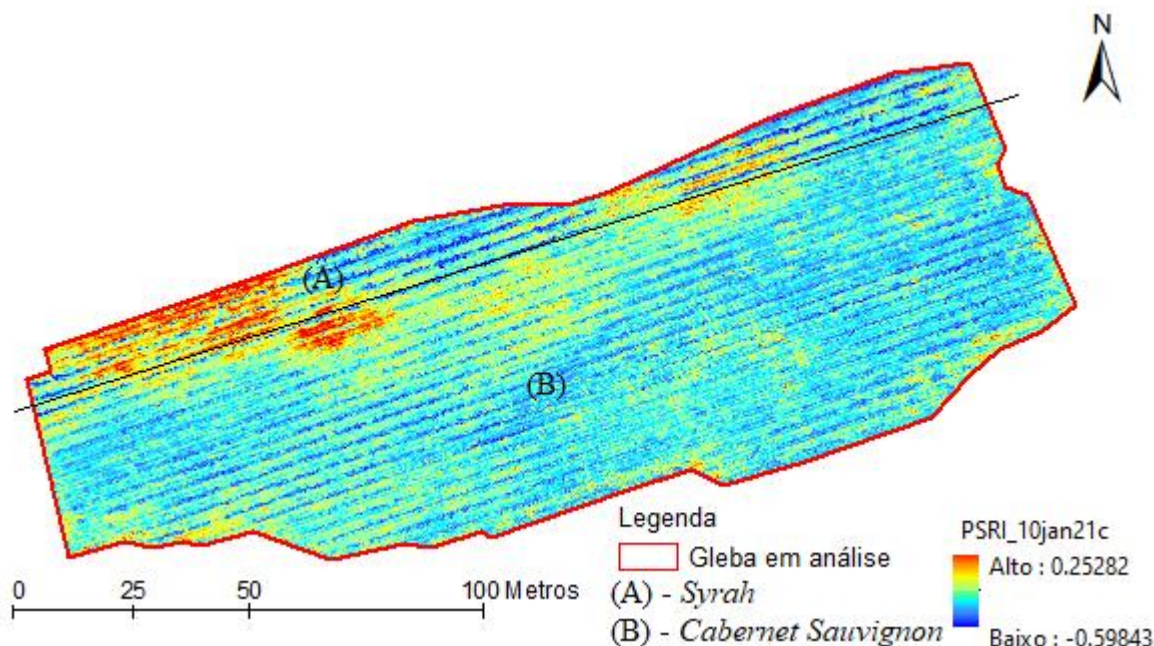 N
(A)
(B)
0 25 50 100 Metros
Legenda
Gleba em análise
(A) - Syrah
(B) - Cabernet Sauvignon
PSRI_10jan21c
Alto : 0.25282
Baixo : -0.59843